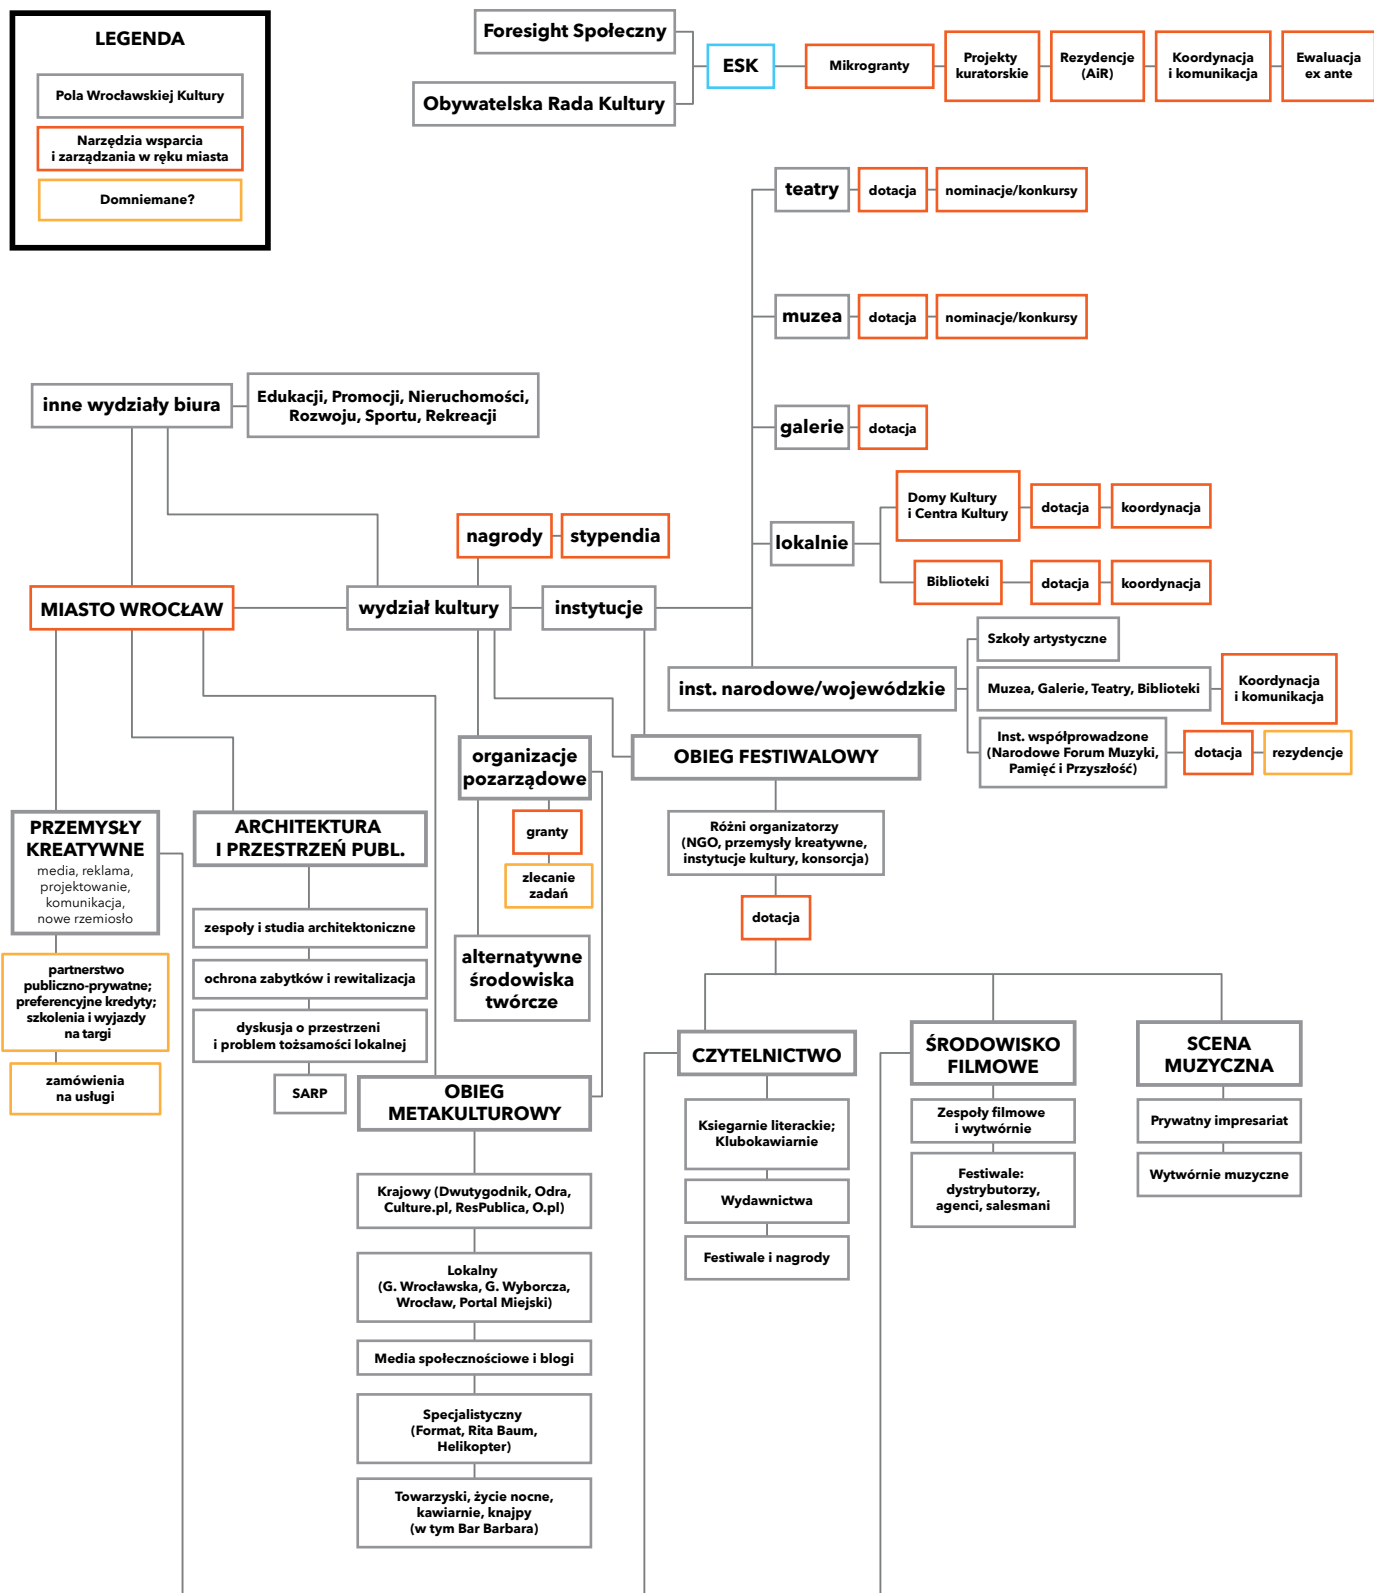 LEGENDA
Pola Wrocławskiej Kultury
Narzędzia wsparcia
i zarządzania w ręku miasta
Domniemane?
Foresight Społeczny
Obywatelska Rada Kultury
ESK
Mikrogranty
Projekty
kuratorskie
Rezydencje
(AiR)
Koordynacja
i komunikacja
Ewaluacja
ex ante
teatry
dotacja
nominacje/konkursy
muzea
dotacja
nominacje/konkursy
galerie
dotacja
inne wydziały biura
Edukacji, Promocji, Nieruchomości,
Rozwoju, Sportu, Rekreacji
lokalnie
Domy Kultury
i Centra Kultury
dotacja
koordynacja
Biblioteki
dotacja
koordynacja
nagrody
stypendia
MIASTO WROCŁAW
wydział kultury
instytucje
inst. narodowe/wojewódzkie
Szkoły artystyczne
Muzea, Galerie, Teatry, Biblioteki
Koordynacja
i komunikacja
Inst. współprowadzone
(Narodowe Forum Muzyki,
Pamięć i Przyszłość)
dotacja
rezydencje
organizacje
pozarządowe
granty
zlecanie
zadań
alternatywne
środowiska
twórcze
OBIEG FESTIWALOWY
Różni organizatorzy
(NGO, przemysły kreatywne,
instytucje kultury, konsorcja)
dotacja
PRZEMYSŁY
KREATYWNE
media, reklama,
projektowanie,
komunikacja,
nowe rzemiosło
partnerstwo
publiczno-prywatne;
preferencyjne kredyty;
szkolenia i wyjazdy
na targi
zamówienia
na usługi
ARCHITEKTURA
I PRZESTRZEŃ PUBL.
zespoły i studia architektoniczne
ochrona zabytków i rewitalizacja
dyskusja o przestrzeni
i problem tożsamości lokalnej
SARP
OBIEG
METAKULTUROWY
Krajowy (Dwutygodnik, Odra,
Culture.pl, ResPublica, O.pl)
Lokalny
(G. Wrocławska, G. Wyborcza,
Wrocław, Portal Miejski)
Media społecznościowe i blogi
Specjalistyczny
(Format, Rita Baum,
Helikopter)
Towarzyski, życie nocne,
kawiarnie, knajpy
(w tym Bar Barbara)
CZYTELNICTWO
Ksiegarnie literackie;
Klubokawiarnie
Wydawnictwa
Festiwale i nagrody
ŚRODOWISKO
FILMOWE
Zespoły filmowe
i wytwórnie
Festiwale:
dystrybutorzy,
agenci, salesmani
SCENA
MUZYCZNA
Prywatny impresariat
Wytwórnie muzyczne